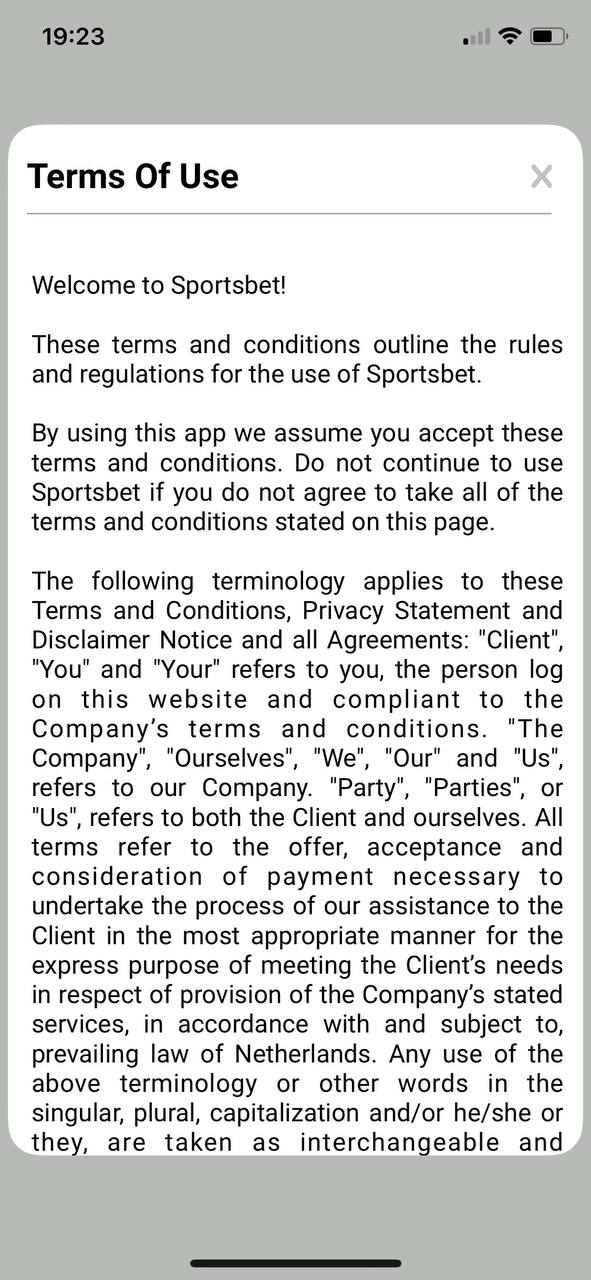 19:23
Terms Of Use
Welcome to Sportsbet!
These terms and conditions outline the rules
and regulations for the use of Sportsbet.
By using this app we assume you accept these
terms and conditions. Do not continue to use
Sportsbet if you do not agree to take all of the
terms and conditions stated on this page.
The following terminology applies to these
Terms and Conditions, Privacy Statement and
Disclaimer Notice and all Agreements: "Client",
"You" and "Your" refers to you, the person log
on this website and compliant to the
Company’s terms and conditions. "The
Company", "Ourselves", "We", "Our" and "Us",
refers to our Company. "Party", "Parties", or
"Us", refers to both the Client and ourselves. All
terms refer to the offer, acceptance and
consideration of payment necessary to
undertake the process of our assistance to the
Client in the most appropriate manner for the
express purpose of meeting the Client’s needs
in respect of provision of the Company’s stated
services, in accordance with and subject to,
prevailing law of Netherlands. Any use of the
above terminology or other words in the
singular, plural, capitalization and/or he/she or
they, are taken as interchangeable and